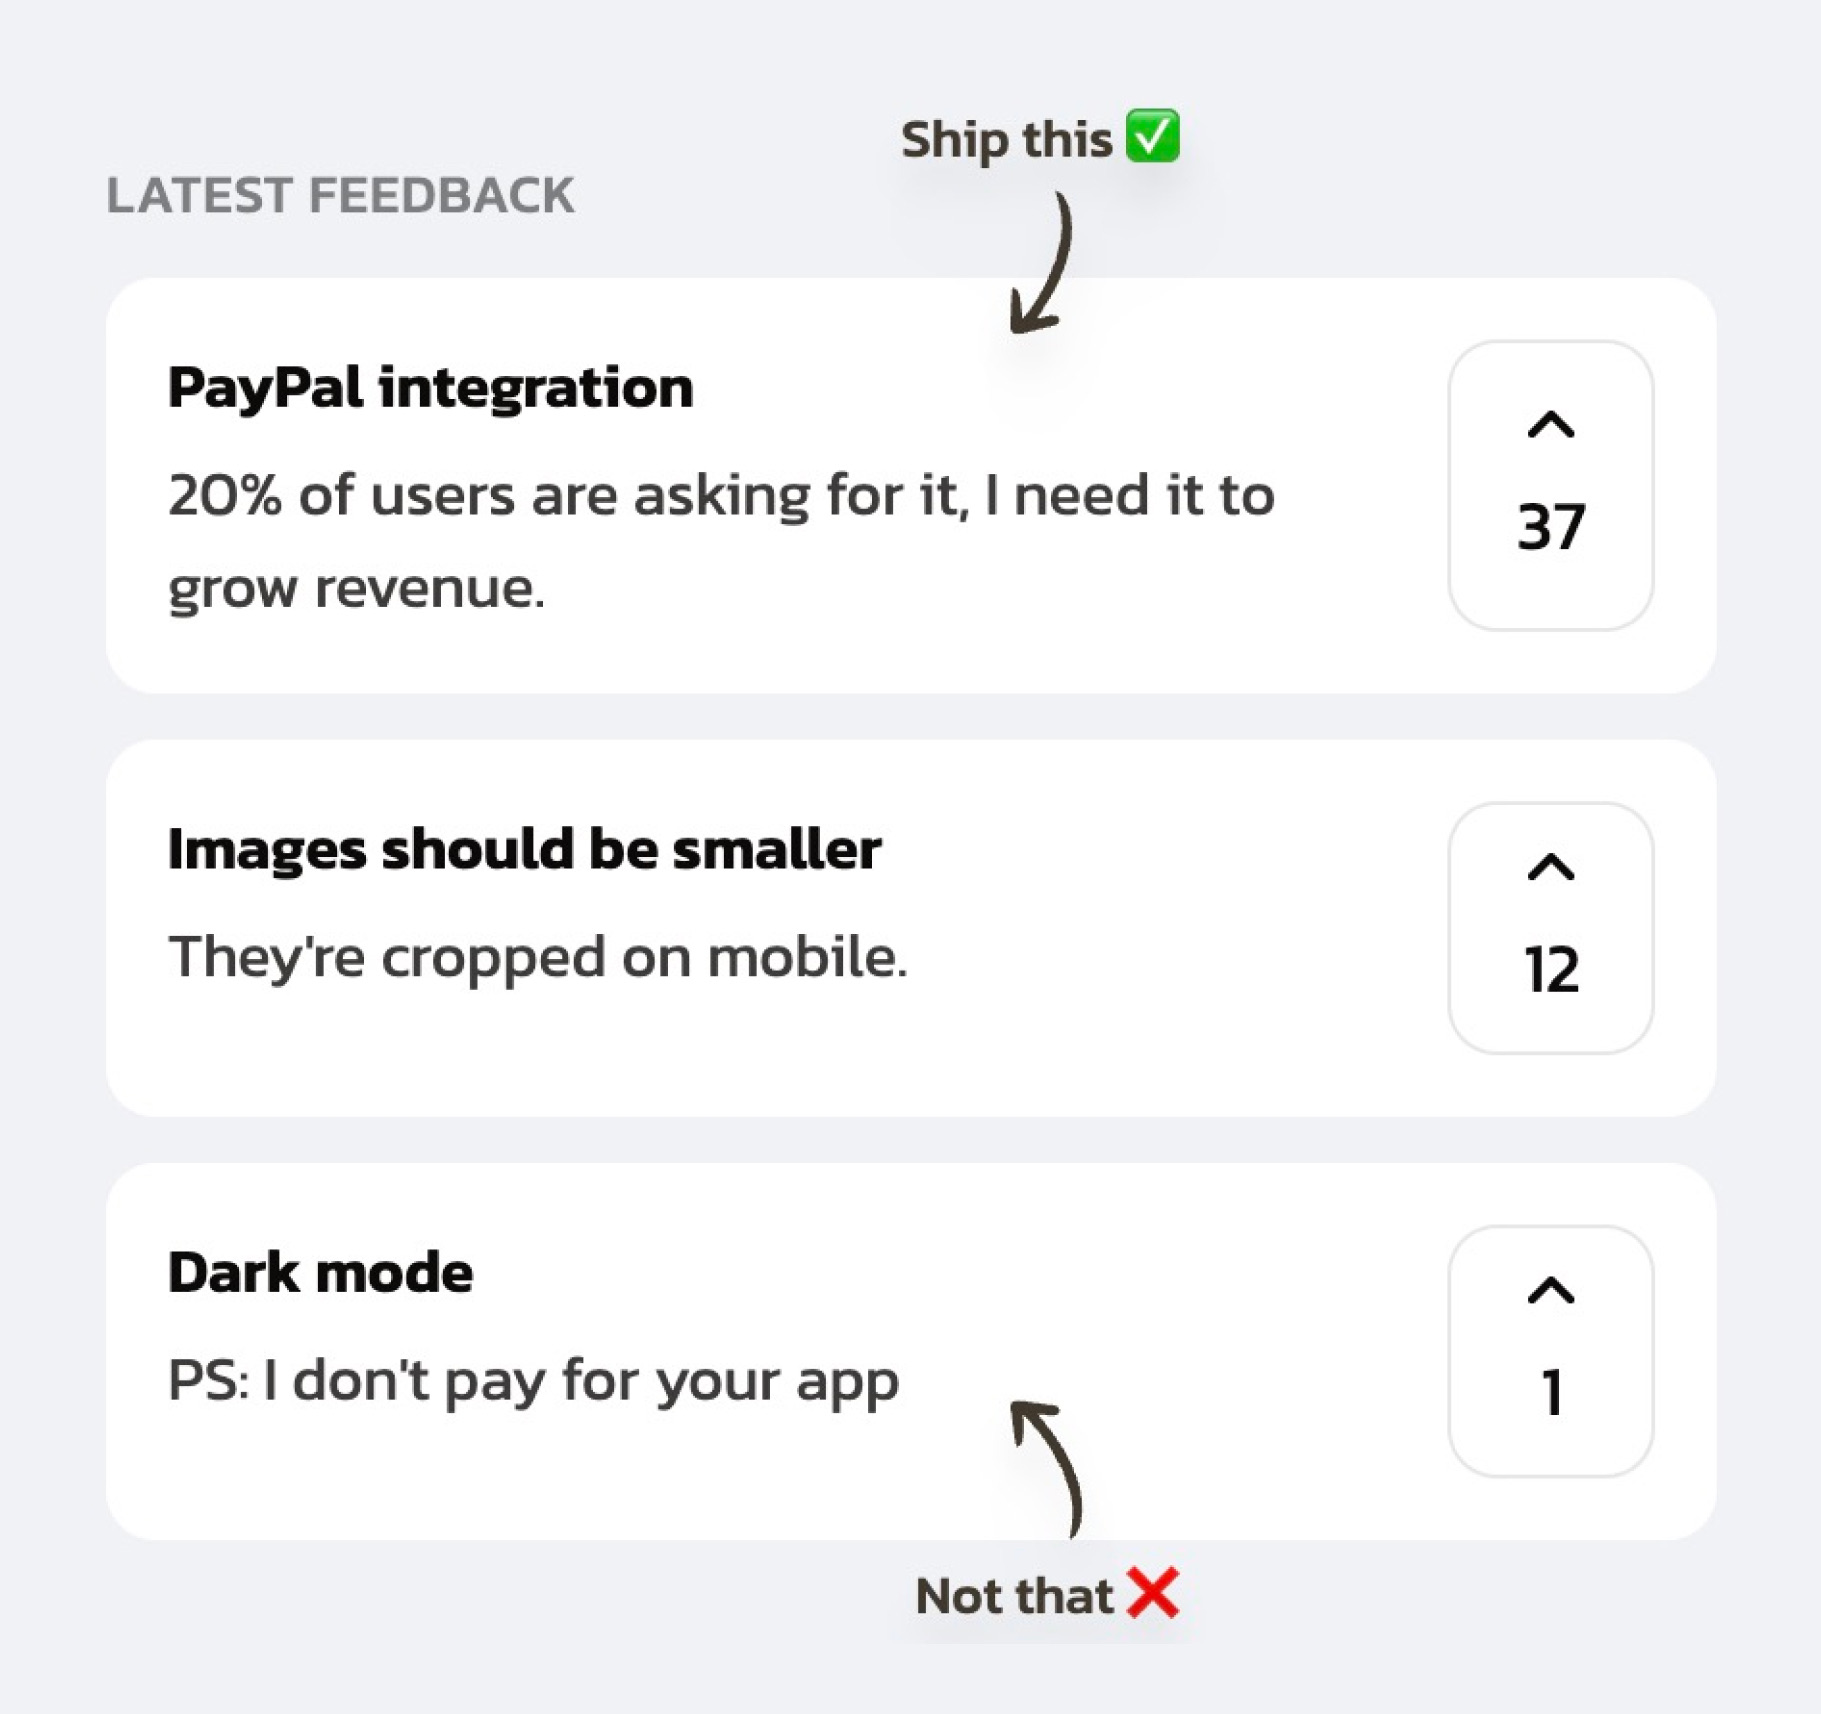 Ship this ✅
LATEST FEEDBACK
PayPal integration
20% of users are asking for it, I need it to
grow revenue.
37
Images should be smaller
They're cropped on mobile.
12
Dark mode
PS: I don't pay for your app
1
Not that ❌